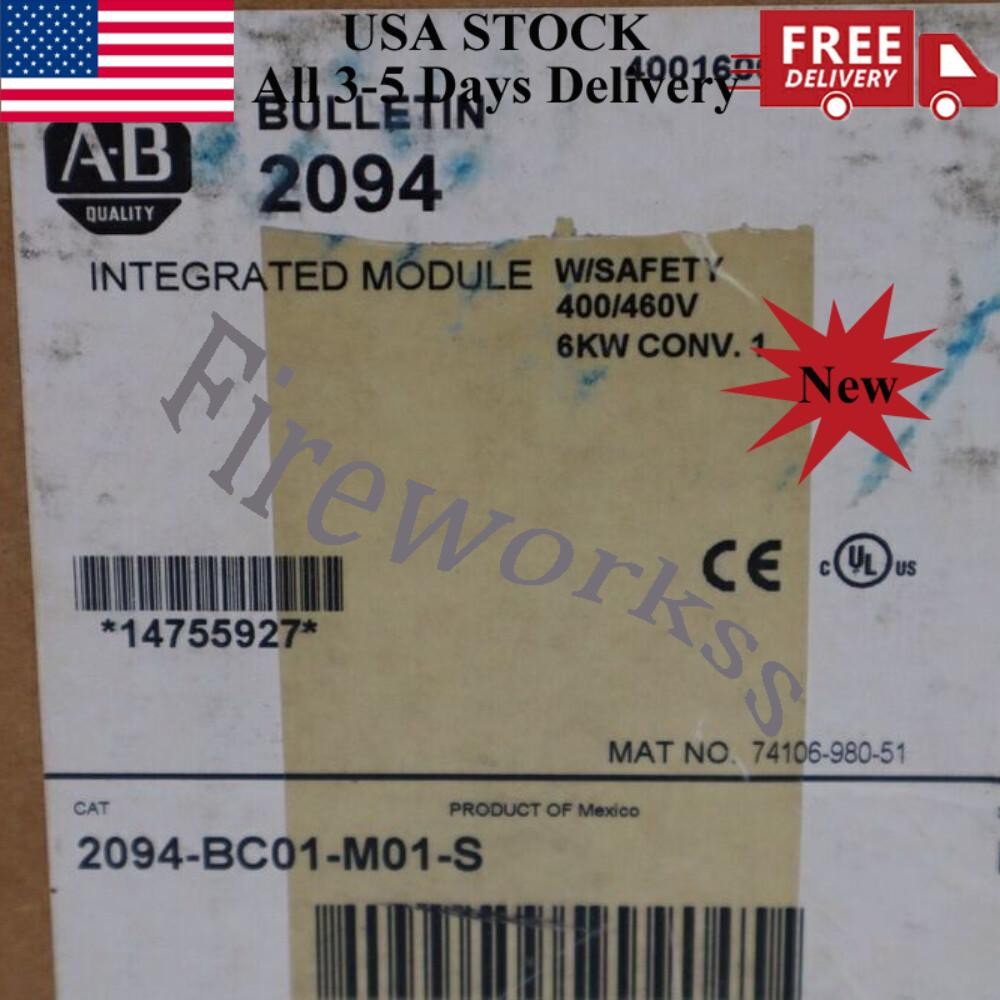 USA STOCK
All 3-5 Days Delivery
FREE
DELIVERY
BULLETIN
2094
A-B
QUALITY
INTEGRATED MODULE
W/SAFETY
400/460V
6KW CONV. 1
New
Fireworkss
CE
c UL US
*14755927*
MAT NO. 74106-980-51
CAT
PRODUCT OF Mexico
2094-BC01-M01-S